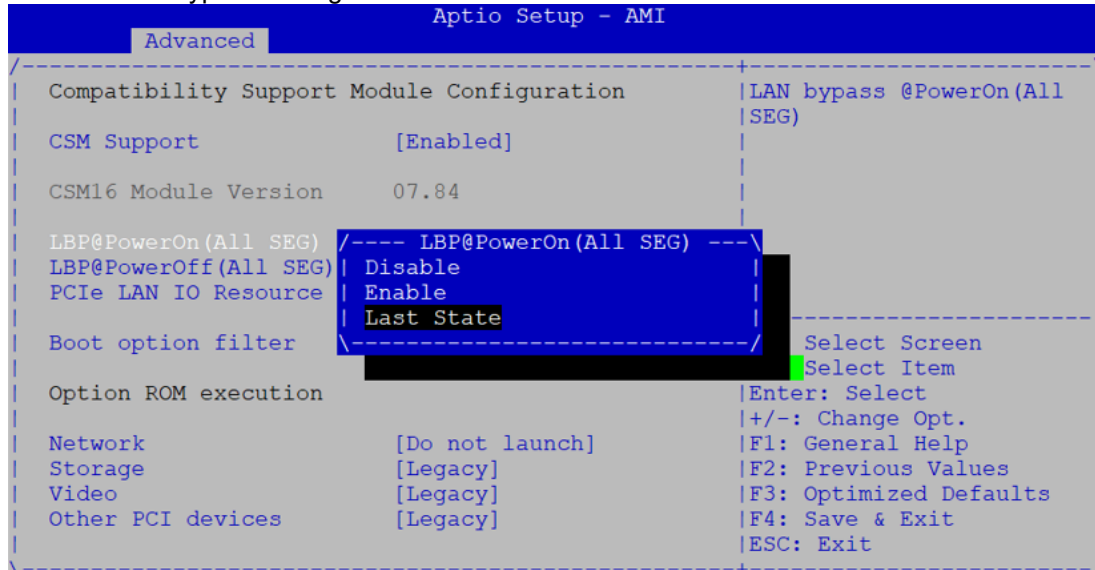 Aptio Setup - AMI
Advanced
Compatibility Support Module Configuration
CSM Support [Enabled]
CSM16 Module Version 07.84
LBP@PowerOn(All SEG)
LBP@PowerOff(All SEG)
PCIe LAN IO Resource
Boot option filter
Option ROM execution
Network [Do not launch]
Storage [Legacy]
Video [Legacy]
Other PCI devices [Legacy]
LBP@PowerOn(All SEG)
Disable
Enable
Last State
LAN bypass @PowerOn(All
SEG)
Select Screen
Select Item
Enter: Select
+/-: Change Opt.
F1: General Help
F2: Previous Values
F3: Optimized Defaults
F4: Save & Exit
ESC: Exit